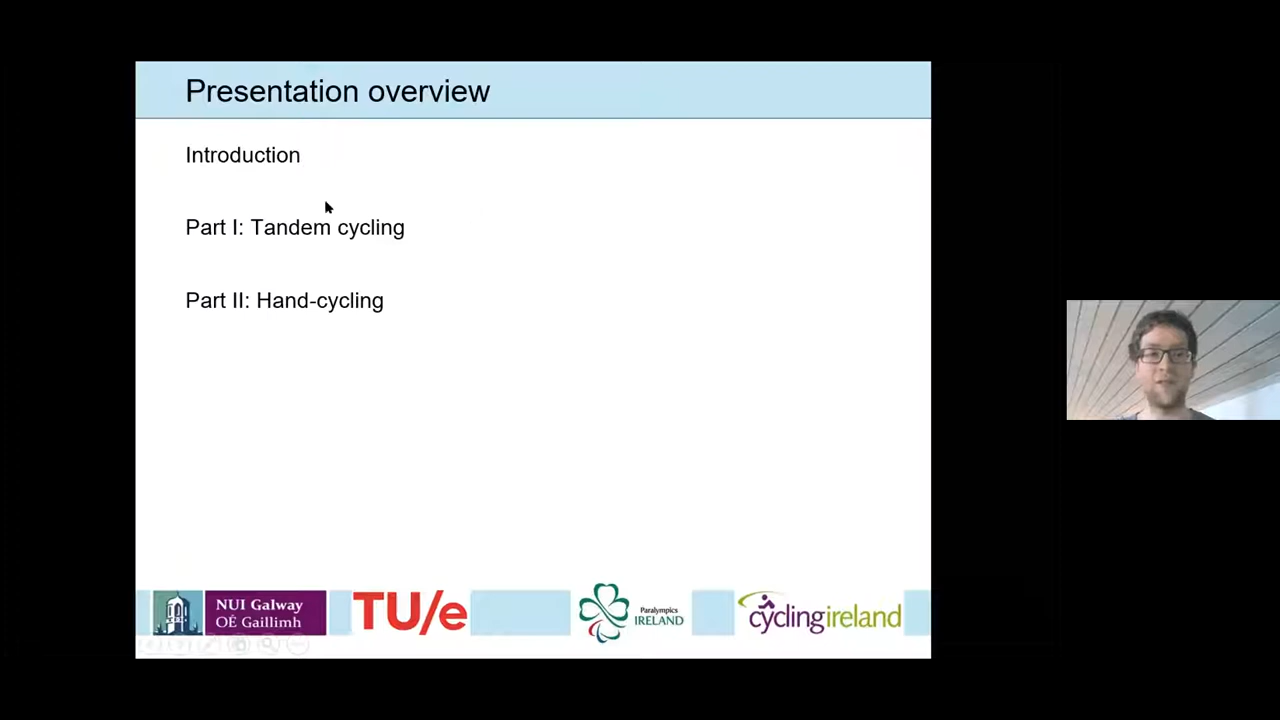 Presentation overview
Introduction
Part I: Tandem cycling
Part II: Hand-cycling
NUI Galway
OÉ Gaillimh
TU/e
Paralympics
IRELAND
cyclingireland